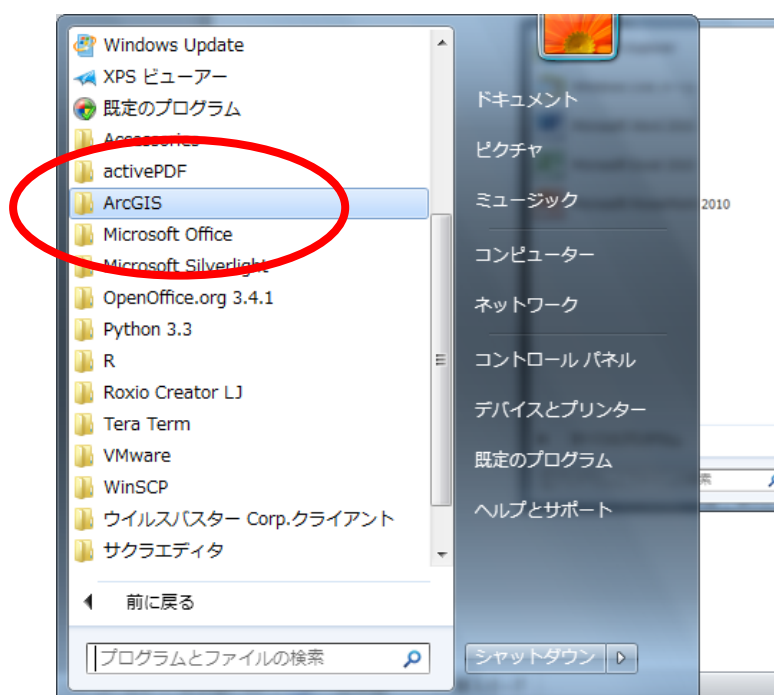 Windows Update
XPS ビューアー
既定のプログラム
Accessories
activePDF
ArcGIS
Microsoft Office
Microsoft Silverlight
OpenOffice.org 3.4.1
Python 3.3
R
Roxio Creator LJ
Tera Term
VMware
WinSCP
ウイルスバスター Corp.クライアント
サクラエディタ
前に戻る
プログラムとファイルの検索
ドキュメント
ピクチャ
ミュージック
コンピューター
ネットワーク
コントロール パネル
デバイスとプリンター
既定のプログラム
ヘルプとサポート
シャットダウン
2010
索